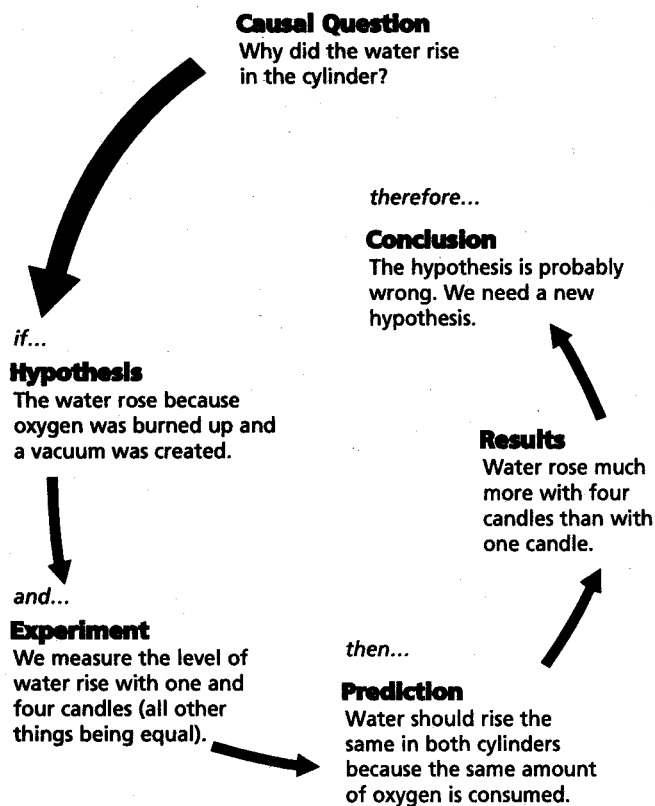 Causal Question
Why did the water rise
in the cylinder?
if...
Hypothesis
The water rose because
oxygen was burned up and
a vacuum was created.
and...
Experiment
We measure the level of
water rise with one and
four candles (all other
things being equal).
then...
Prediction
Water should rise the
same in both cylinders
because the same amount
of oxygen is consumed.
Results
Water rose much
more with four
candles than with
one candle.
therefore...
Conclusion
The hypothesis is probably
wrong. We need a new
hypothesis.